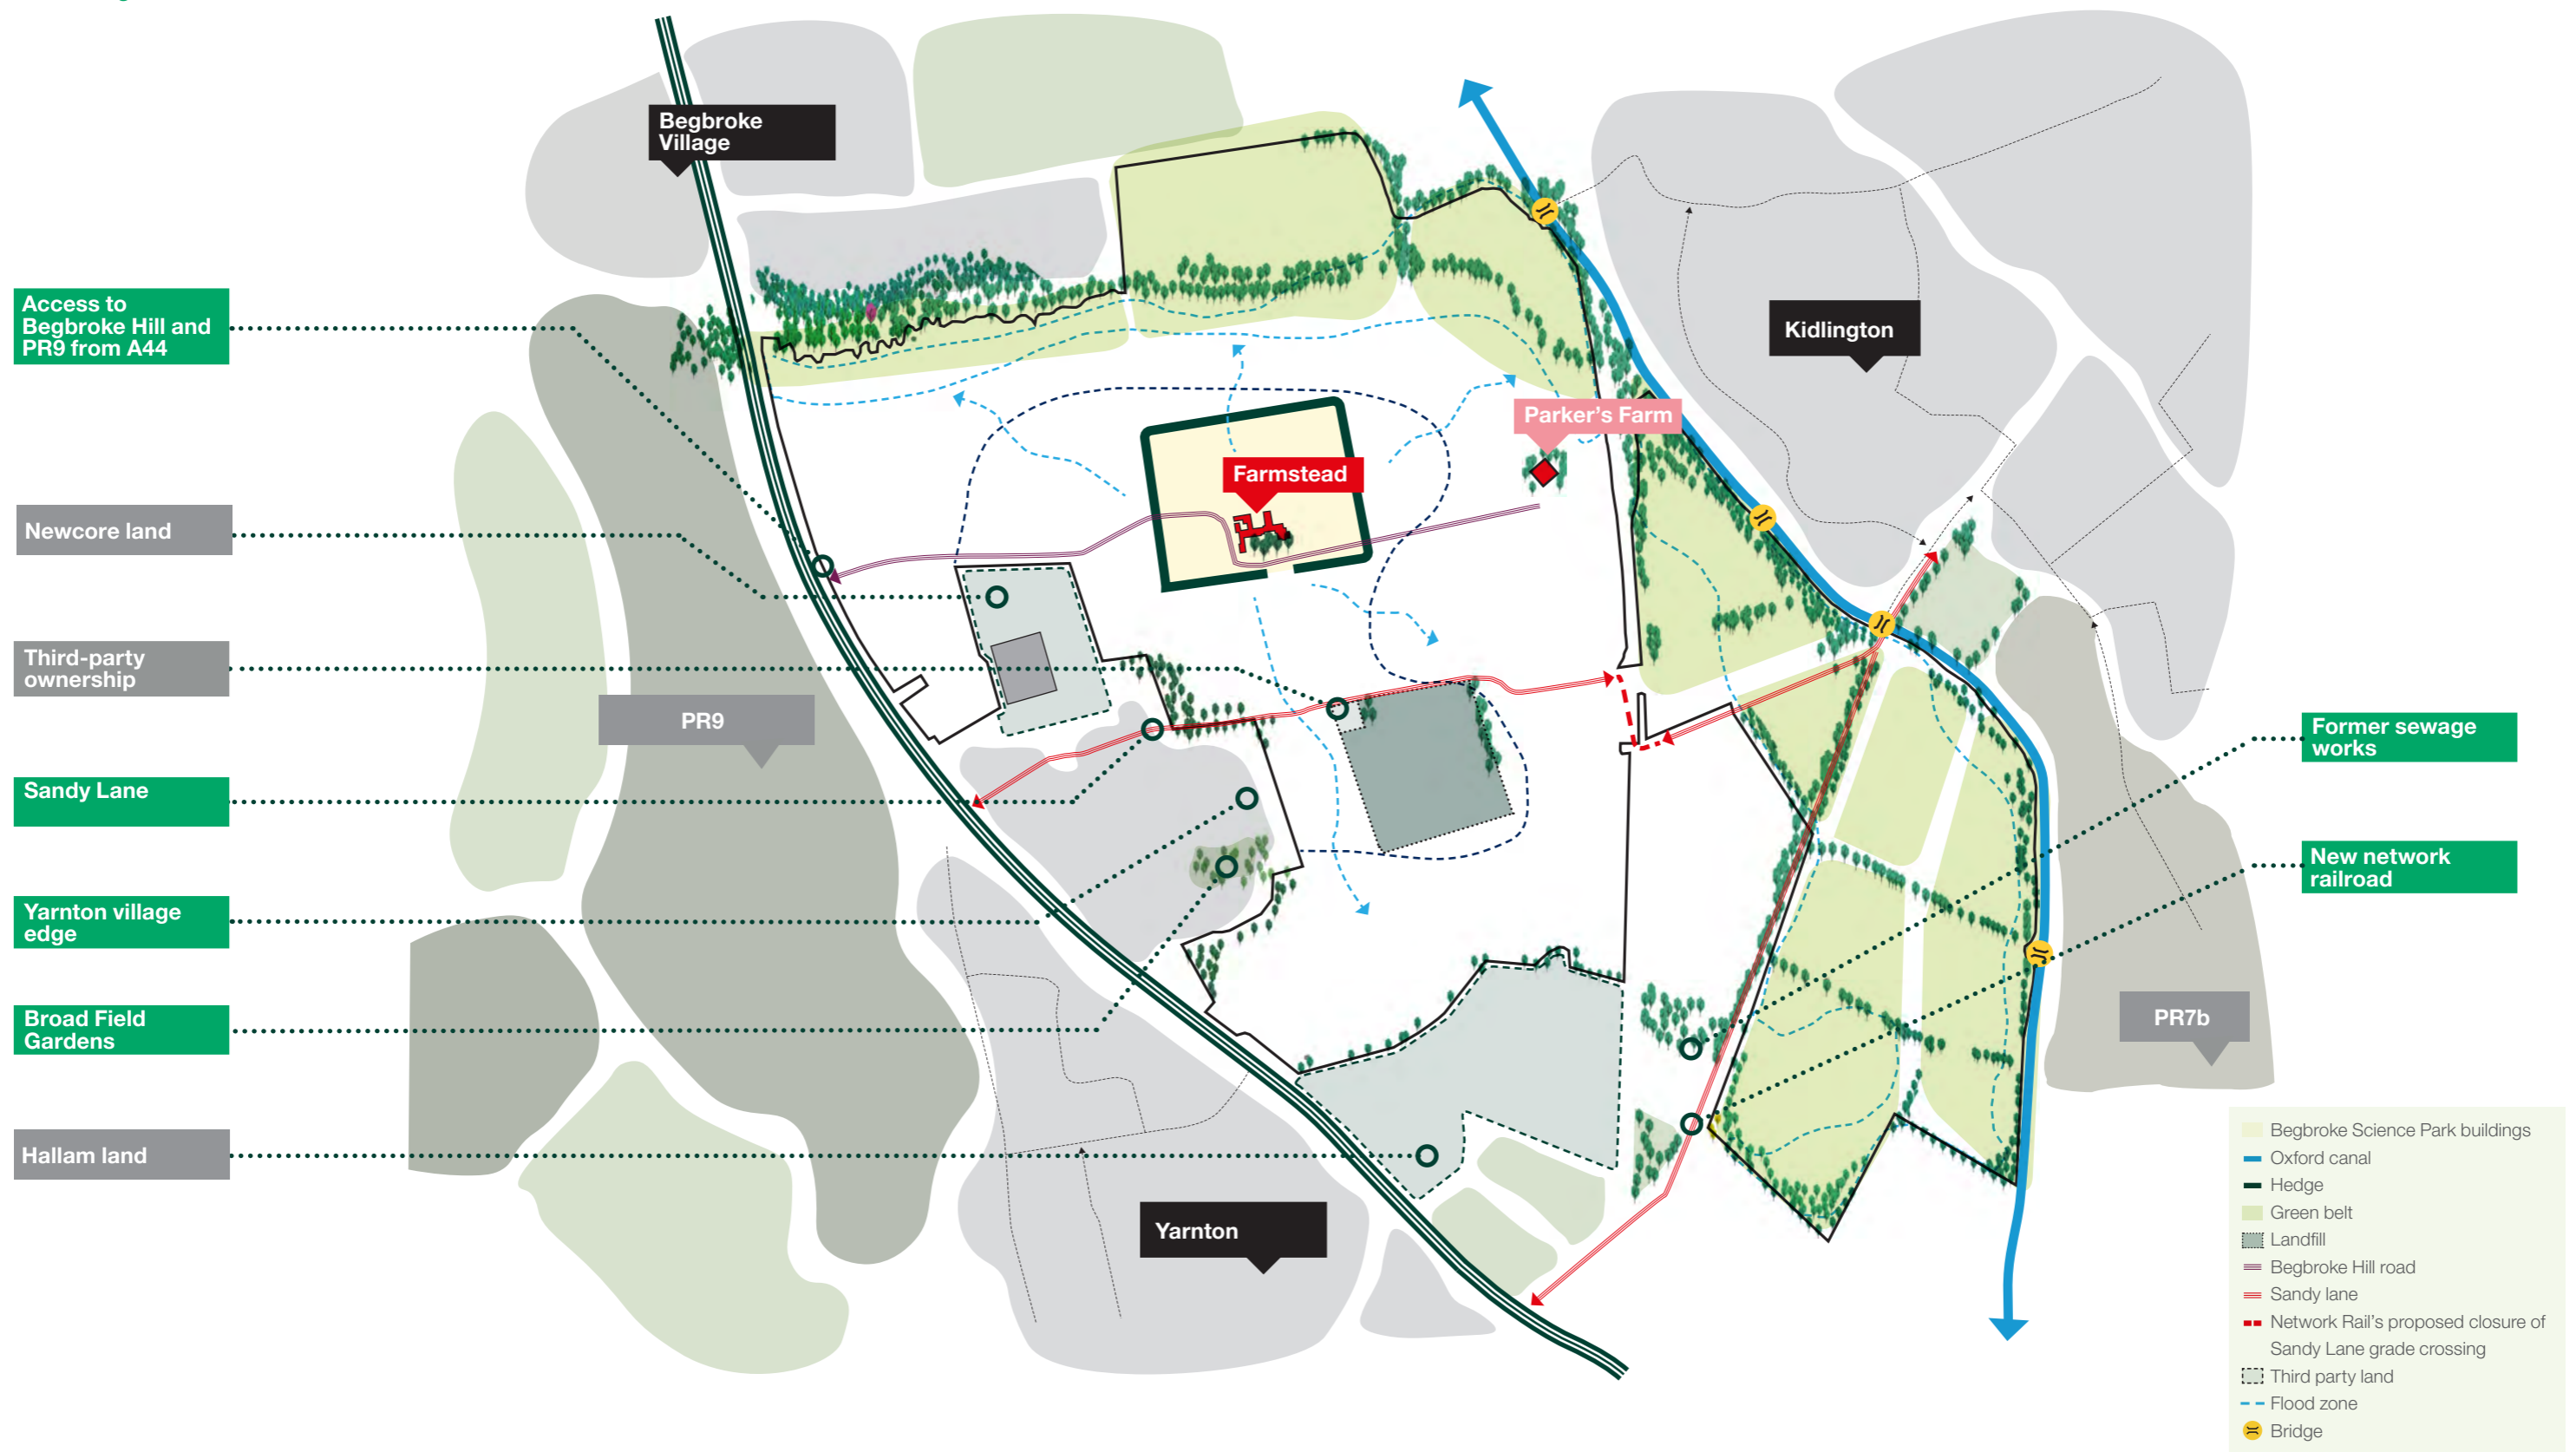 Begbroke
Village
Kidlington
Access to
Begbroke Hill and
PR9 from A44
Parker's Farm
Farmstead
Newcore land
Third-party
ownership
PR9
Sandy Lane
Former sewage
works
New network
railroad
Yarnton village
edge
Broad Field
Gardens
PR7b
Hallam land
Yarnton
Begbroke Science Park buildings
Oxford canal
Hedge
Green belt
Landfill
Begbroke Hill road
Sandy lane
Network Rail's proposed closure of
Sandy Lane grade crossing
Third party land
Flood zone
Bridge